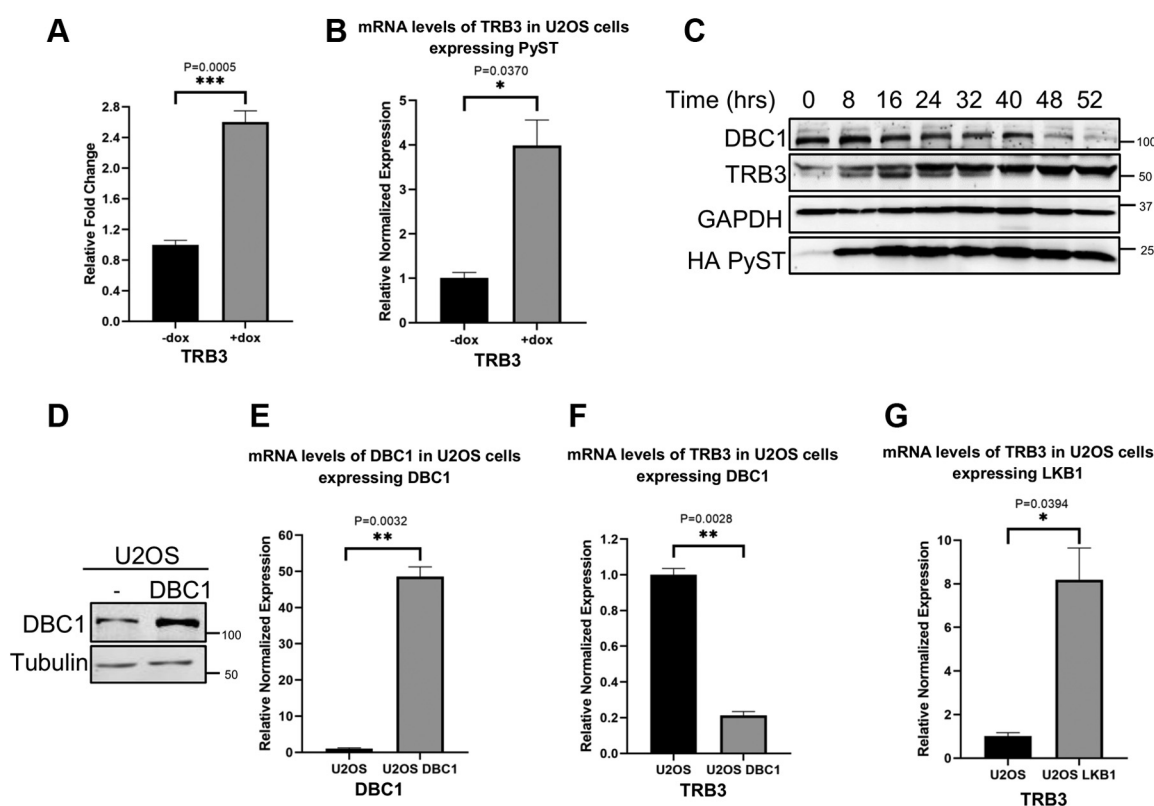 A
P=0.0005
***
Relative Fold Change
2.8
2.4
2.0
1.6
1.2
0.8
0.4
0.0
-dox
+dox
TRB3
B
mRNA levels of TRB3 in U2OS cells
expressing PyST
P=0.0370
*
Relative Normalized Expression
5
4
3
2
1
0
-dox
+dox
TRB3
C
Time (hrs) 0 8 16 24 32 40 48 52
DBC1
100
TRB3
50
GAPDH
37
HA PyST
25
D
U2OS
- DBC1
DBC1
100
Tubulin
50
E
mRNA levels of DBC1 in U2OS cells
expressing DBC1
P=0.0032
**
Relative Normalized Expression
60
50
40
30
20
10
0
U2OS
U2OS DBC1
DBC1
F
mRNA levels of TRB3 in U2OS cells
expressing DBC1
P=0.0028
**
Relative Normalized Expression
1.2
1.0
0.8
0.6
0.4
0.2
0.0
U2OS
U2OS DBC1
TRB3
G
mRNA levels of TRB3 in U2OS cells
expressing LKB1
P=0.0394
*
Relative Normalized Expression
10
8
6
4
2
0
U2OS
U2OS LKB1
TRB3